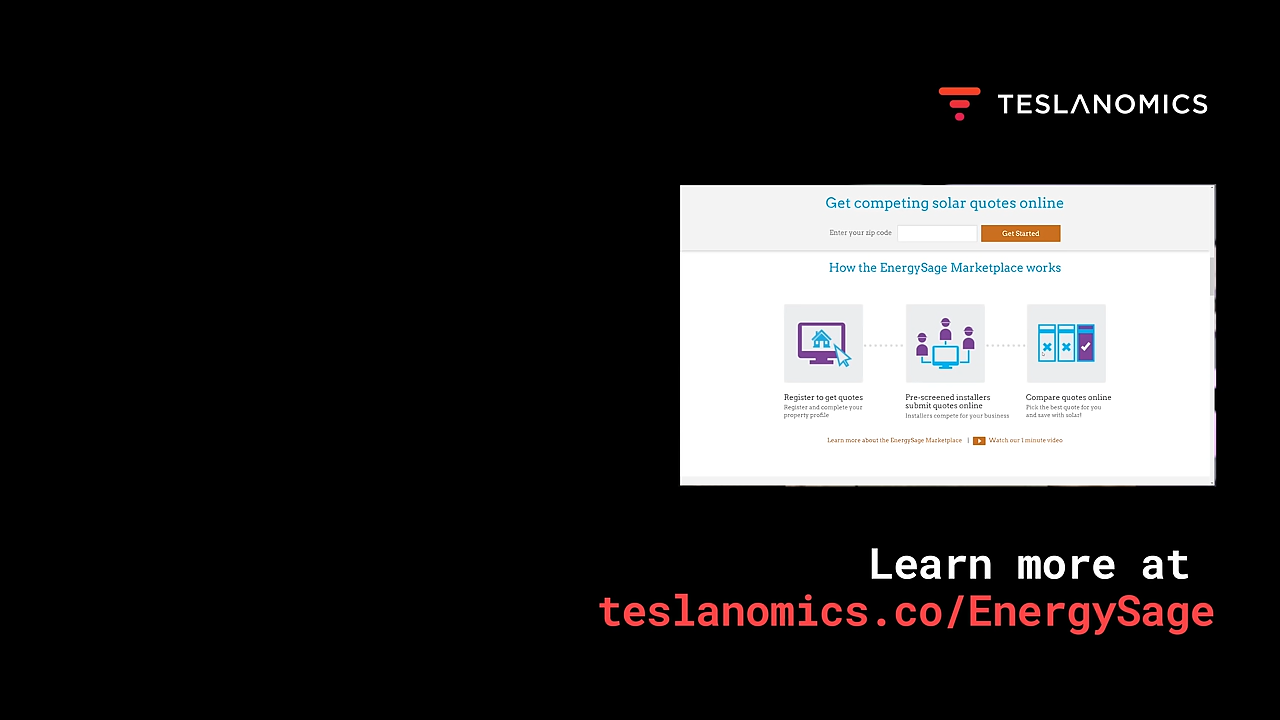 TESLANOMICS
Get competing solar quotes online
Enter your zip code
Get Started
How the EnergySage Marketplace works
Register to get quotes
Register and complete your
property profile
Pre-screened installers
submit quotes online
Installers compete for your business
Compare quotes online
Pick the best quote for you
and save with solar!
Learn more about the EnergySage Marketplace | Watch our 1 minute video
Learn more at
teslanomics.co/EnergySage